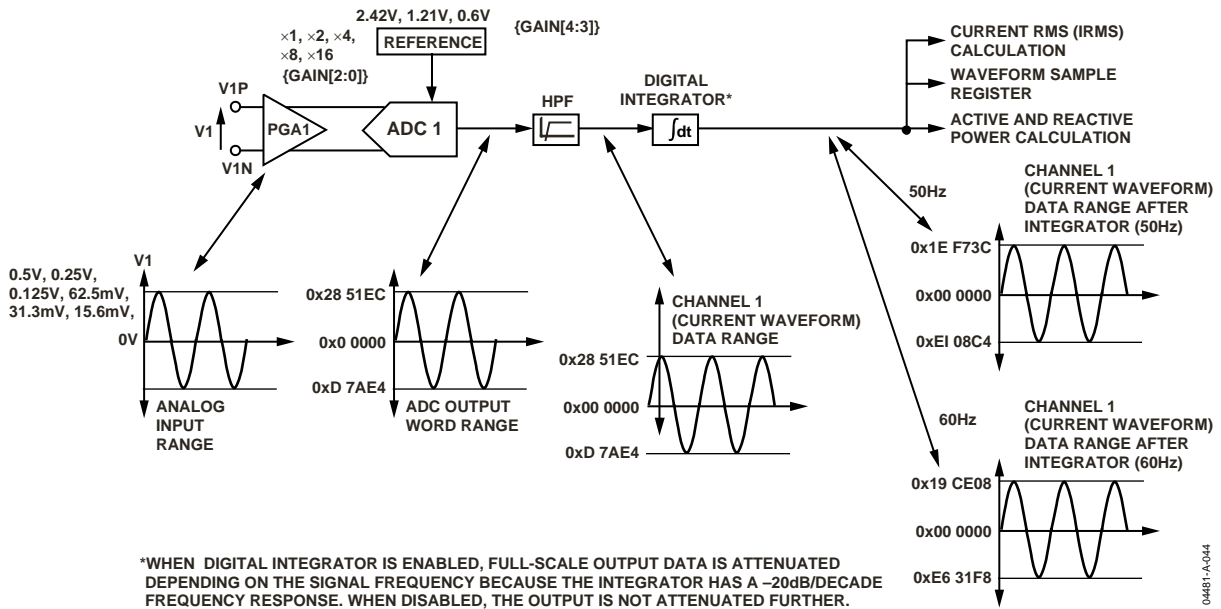 2.42V, 1.21V, 0.6V
{GAIN[4:3]}
×1, ×2, ×4,
×8, ×16
{GAIN[2:0]}
REFERENCE
V1P
V1
V1N
PGA1
ADC 1
HPF
DIGITAL
INTEGRATOR*
∫dt
CURRENT RMS (IRMS)
CALCULATION
WAVEFORM SAMPLE
REGISTER
ACTIVE AND REACTIVE
POWER CALCULATION
50Hz
CHANNEL 1
(CURRENT WAVEFORM)
DATA RANGE AFTER
INTEGRATOR (50Hz)
0x1E F73C
0x00 0000
0xEI 08C4
V1
0.5V, 0.25V,
0.125V, 62.5mV,
31.3mV, 15.6mV,
0V
ANALOG
INPUT
RANGE
0x28 51EC
0x0 0000
0xD 7AE4
ADC OUTPUT
WORD RANGE
CHANNEL 1
(CURRENT WAVEFORM)
DATA RANGE
0x28 51EC
0x00 0000
0xD 7AE4
60Hz
CHANNEL 1
(CURRENT WAVEFORM)
DATA RANGE AFTER
INTEGRATOR (60Hz)
0x19 CE08
0x00 0000
0xE6 31F8
*WHEN DIGITAL INTEGRATOR IS ENABLED, FULL-SCALE OUTPUT DATA IS ATTENUATED
DEPENDING ON THE SIGNAL FREQUENCY BECAUSE THE INTEGRATOR HAS A –20dB/DECADE
FREQUENCY RESPONSE. WHEN DISABLED, THE OUTPUT IS NOT ATTENUATED FURTHER.
04481-A-044